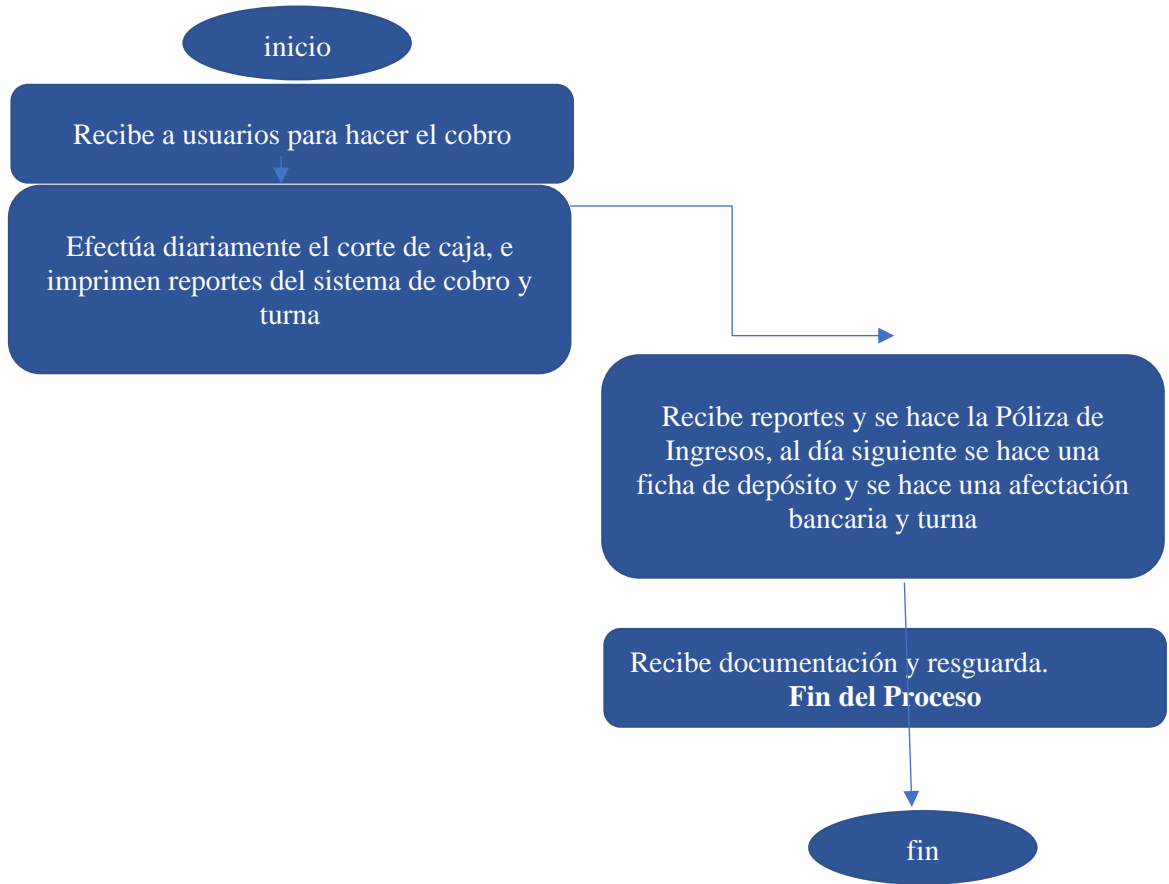 inicio
Recibe a usuarios para hacer el cobro
Efectúa diariamente el corte de caja, e
imprimen reportes del sistema de cobro y
turna
Recibe reportes y se hace la Póliza de
Ingresos, al día siguiente se hace una
ficha de depósito y se hace una afectación
bancaria y turna
Recibe documentación y resguarda.
Fin del Proceso
fin